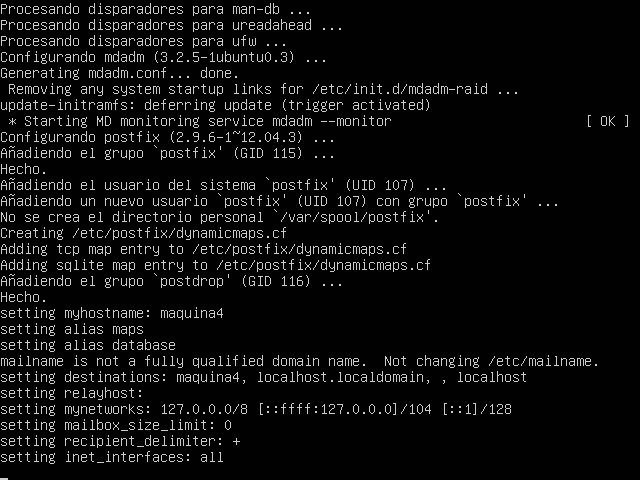 Procesando disparadores para man-db ...
Procesando disparadores para ureadahead ...
Procesando disparadores para ufw ...
Configurando mdadm (3.2.5-1ubuntu0.3) ...
Generating mdadm.conf... done.
 Removing any system startup links for /etc/init.d/mdadm-raid ...
update-initramfs: deferring update (trigger activated)
 * Starting MD monitoring service mdadm --monitor [ OK ]
Configurando postfix (2.9.6-1~12.04.3) ...
Añadiendo el grupo `postfix' (GID 115) ...
Hecho.
Añadiendo el usuario del sistema `postfix' (UID 107) ...
Añadiendo un nuevo usuario `postfix' (UID 107) con grupo `postfix' ...
No se crea el directorio personal `/var/spool/postfix'.
Creating /etc/postfix/dynamicmaps.cf
Adding tcp map entry to /etc/postfix/dynamicmaps.cf
Adding sqlite map entry to /etc/postfix/dynamicmaps.cf
Añadiendo el grupo `postdrop' (GID 116) ...
Hecho.
setting myhostname: maquina4
setting alias maps
setting alias database
mailname is not a fully qualified domain name.  Not changing /etc/mailname.
setting destinations: maquina4, localhost.localdomain, , localhost
setting relayhost:
setting mynetworks: 127.0.0.0/8 [::ffff:127.0.0.0]/104 [::1]/128
setting mailbox_size_limit: 0
setting recipient_delimiter: +
setting inet_interfaces: all